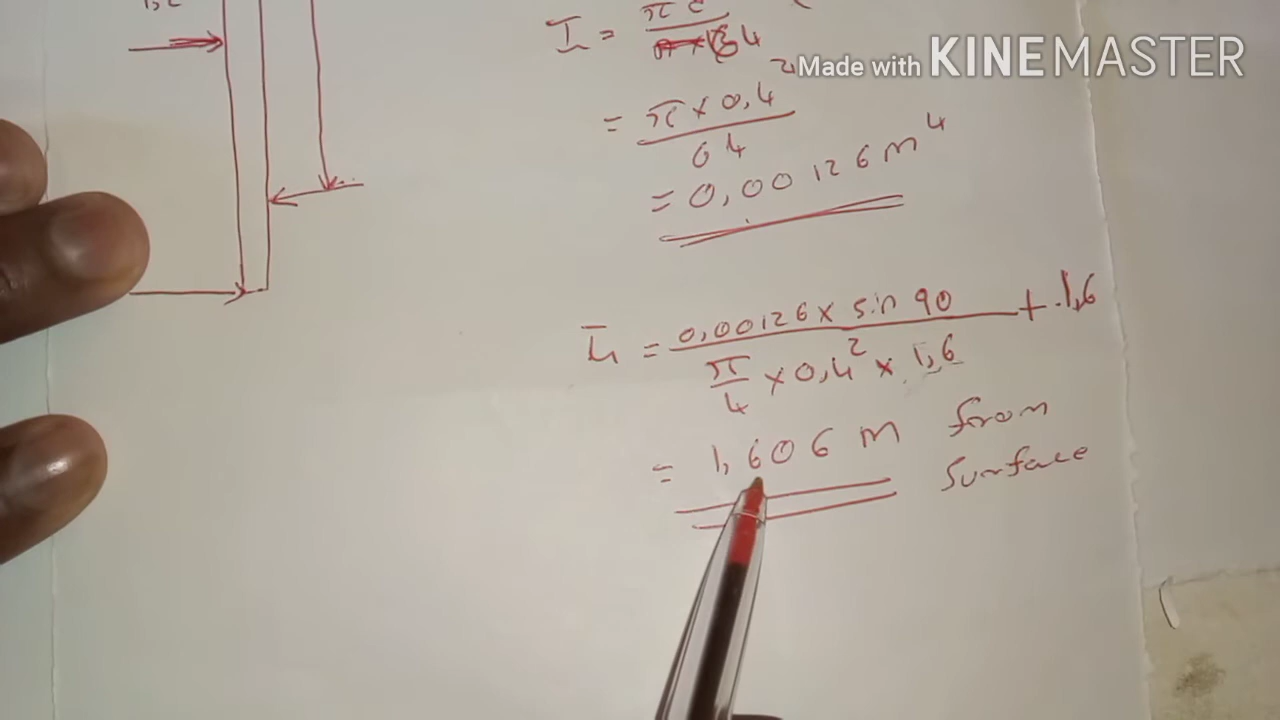 I = πd / 64
Made with KINEMASTER
= π × 0,4⁴ / 64
= 0,00126 m⁴
h̄ = 0,00126 × sin 90 / π/4 × 0,4² × 1,6 + 1,6
= 1,606 m from
surface